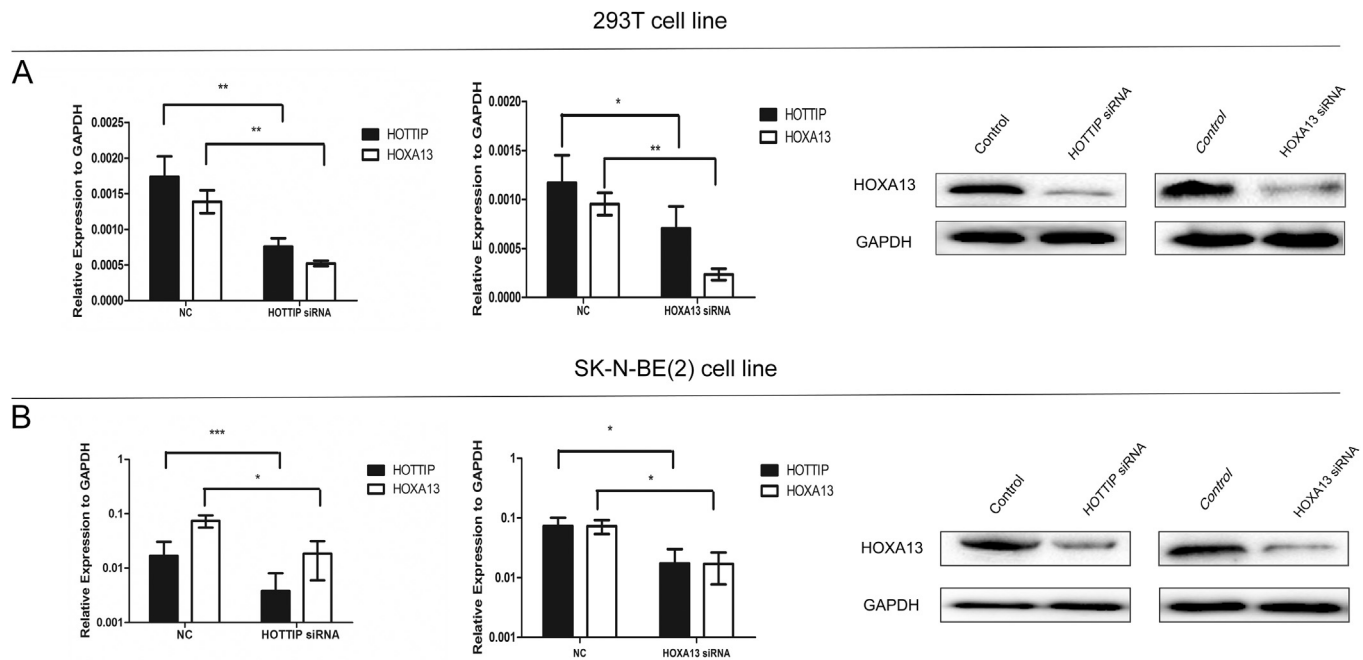 293T cell line
A
Relative Expression to GAPDH
0.0025
0.0020
0.0015
0.0010
0.0005
0.0000
**
**
HOTTIP
HOXA13
NC
HOTTIP siRNA
Relative Expression to GAPDH
0.0020
0.0015
0.0010
0.0005
0.0000
*
**
HOTTIP
HOXA13
NC
HOXA13 siRNA
Control
HOTTIP siRNA
Control
HOXA13 siRNA
HOXA13
GAPDH
SK-N-BE(2) cell line
B
Relative Expression to GAPDH
1
0.1
0.01
0.001
***
*
HOTTIP
HOXA13
NC
HOTTIP siRNA
Relative Expression to GAPDH
1
0.1
0.01
0.001
*
*
HOTTIP
HOXA13
NC
HOXA13 siRNA
Control
HOTTIP siRNA
Control
HOXA13 siRNA
HOXA13
GAPDH